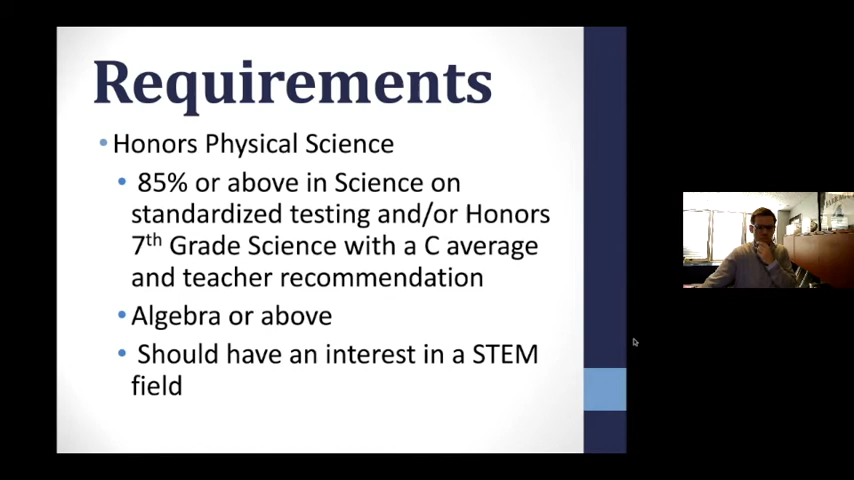 Requirements
• Honors Physical Science
• 85% or above in Science on
standardized testing and/or Honors
7th Grade Science with a C average
and teacher recommendation
• Algebra or above
• Should have an interest in a STEM
field